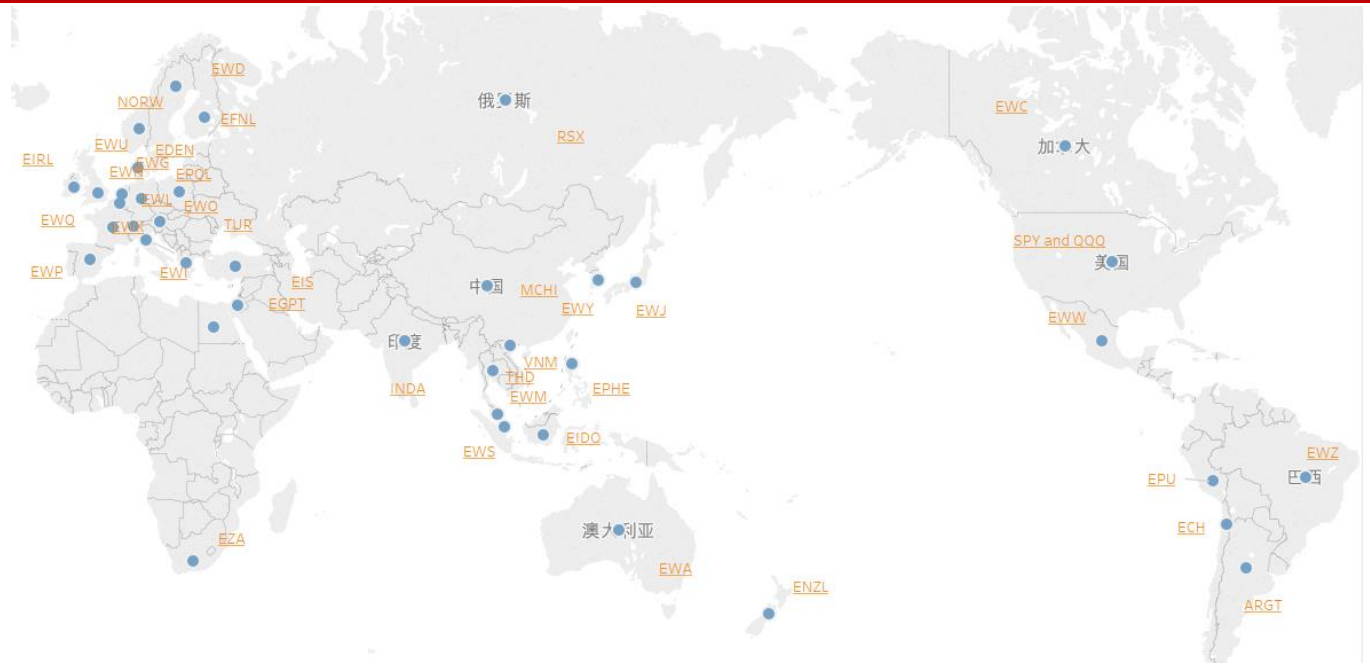 EWD
NORW
EFNL
俄罗斯
RSX
EWC
加拿大
EWU
EDEN
EIRL
EWG
EWN
EPOL
EWL
EWO
EWQ
EWK
TUR
SPY and QQQ
美国
EWP
EWI
EIS
EGPT
中国
MCHI
EWY
EWJ
EWW
印度
INDA
VNM
THD
EWM
EPHE
EWS
EIDO
EWZ
巴西
EPU
ECH
澳大利亚
EZA
EWA
ENZL
ARGT